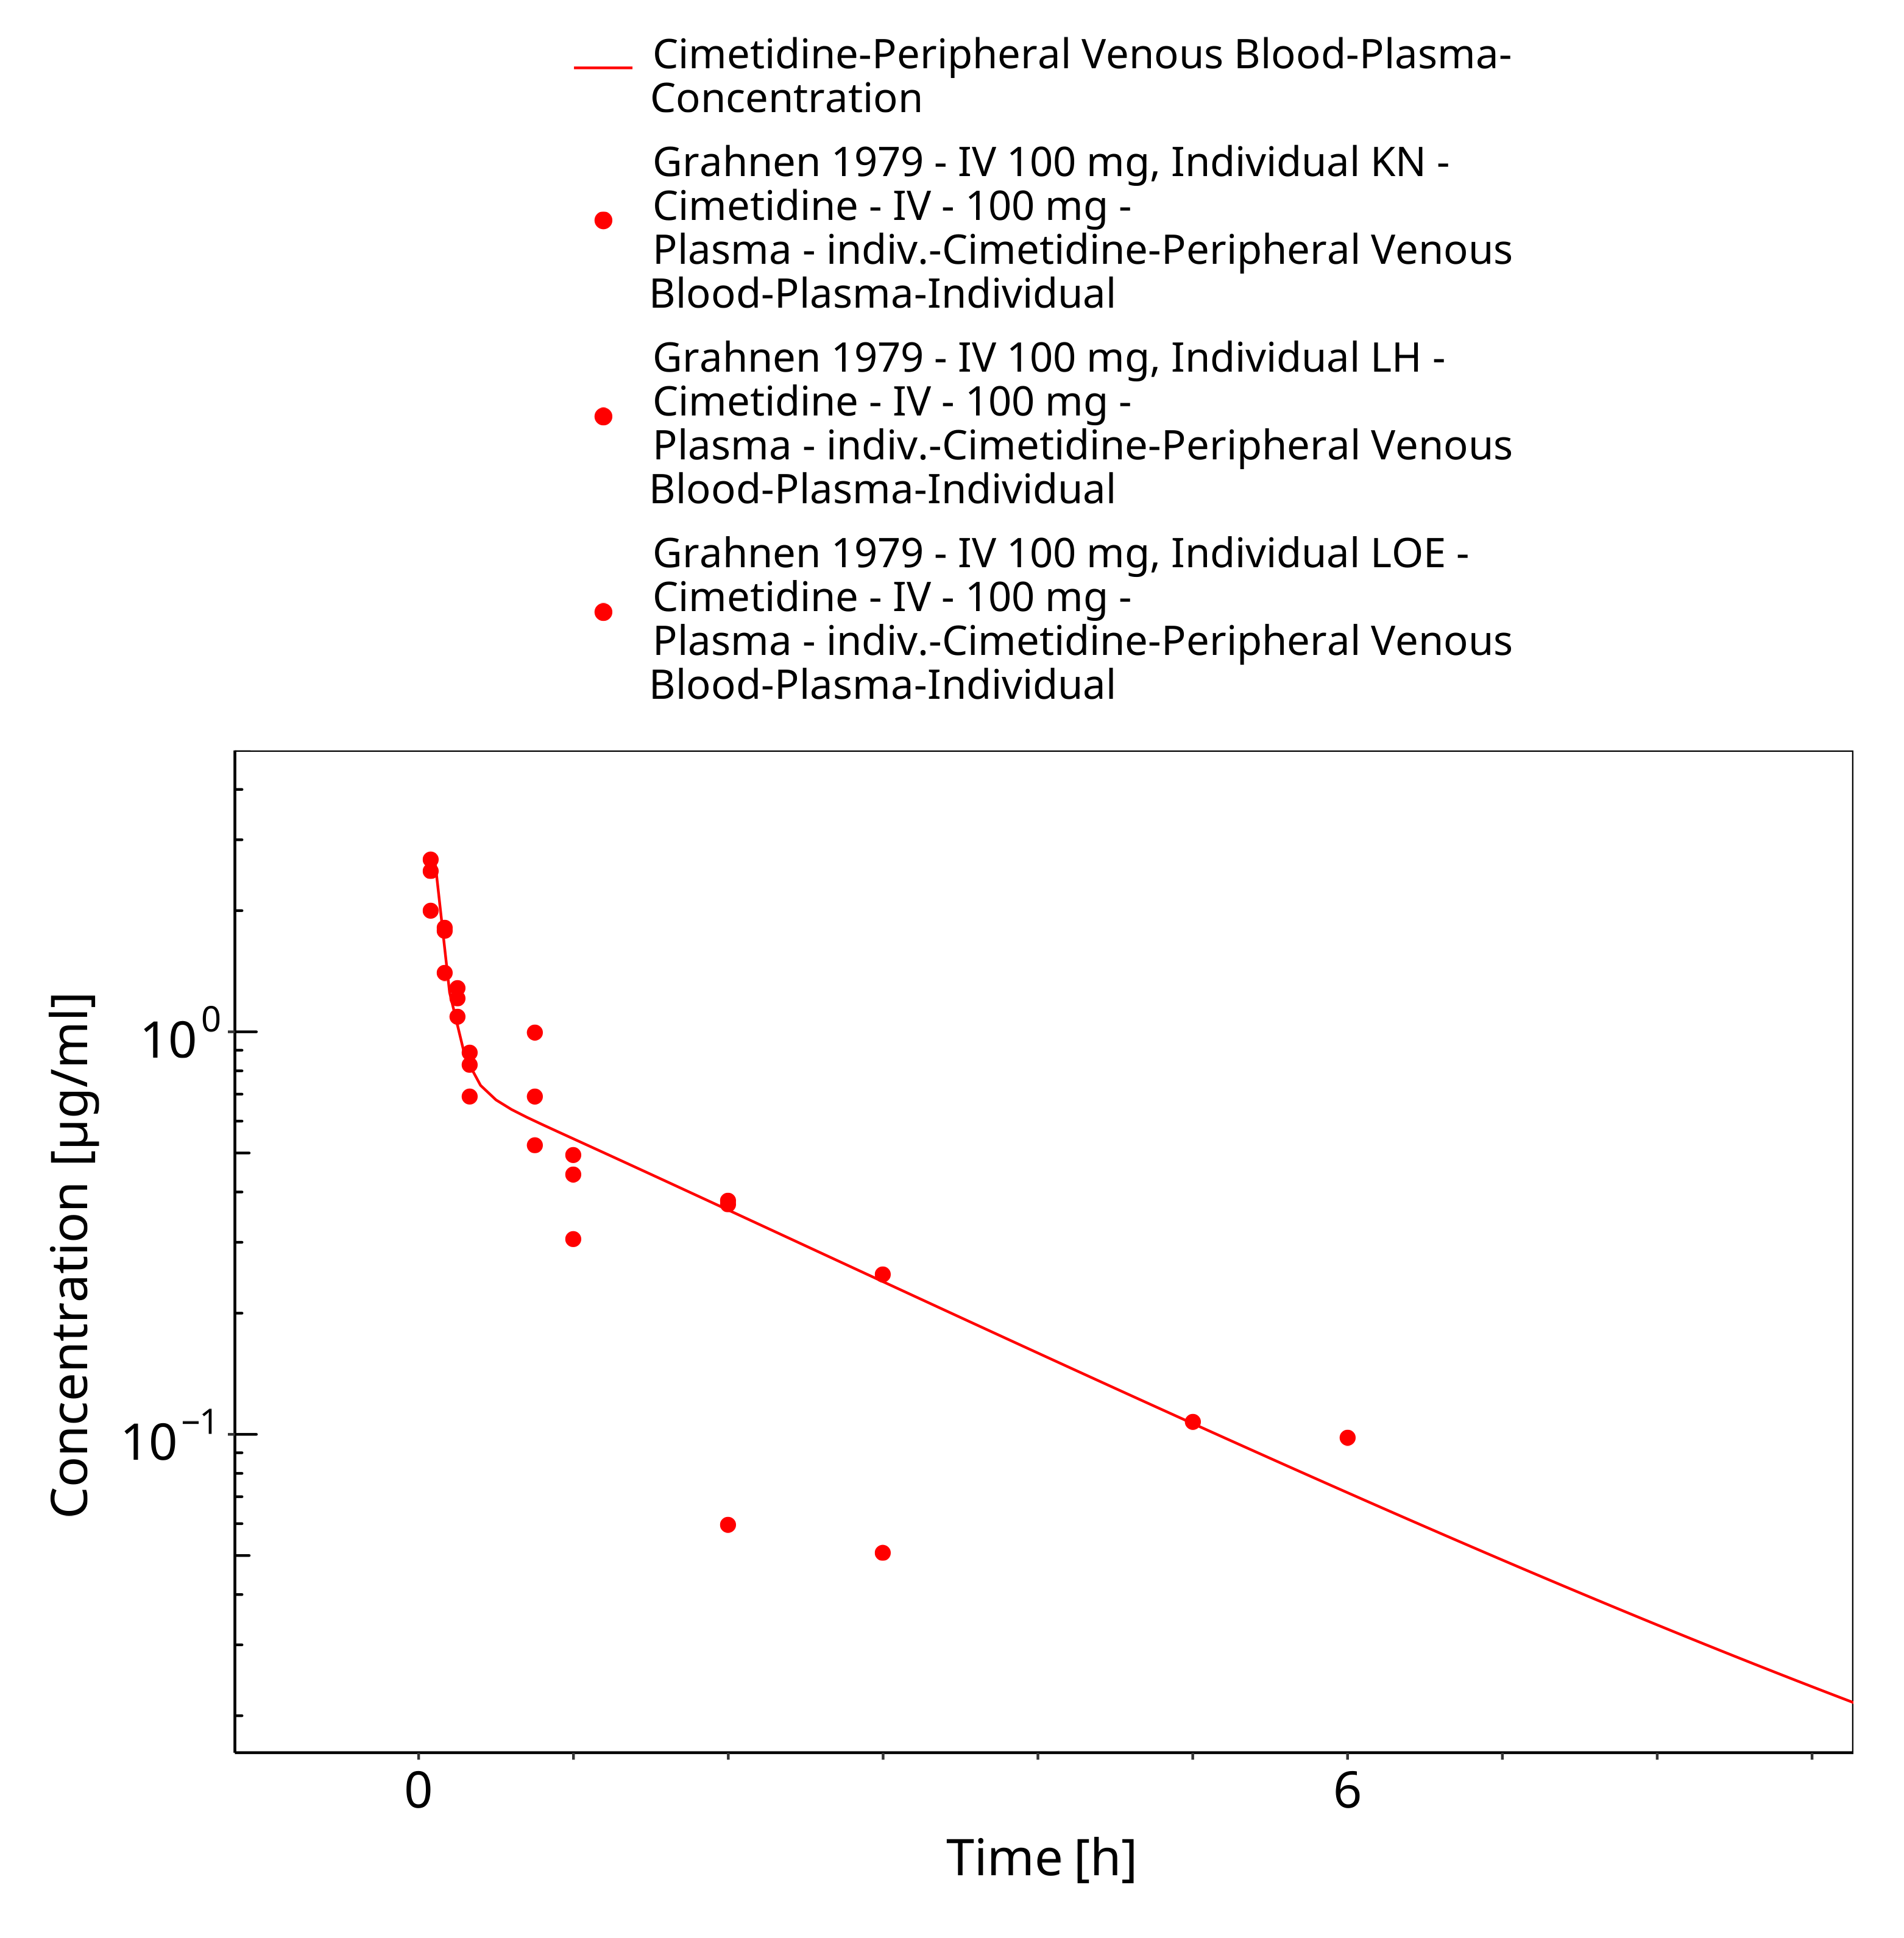 Cimetidine-Peripheral Venous Blood-Plasma-
Concentration
Grahnen 1979 - IV 100 mg, Individual KN -
Cimetidine - IV - 100 mg -
Plasma - indiv.-Cimetidine-Peripheral Venous
Blood-Plasma-Individual
Grahnen 1979 - IV 100 mg, Individual LH -
Cimetidine - IV - 100 mg -
Plasma - indiv.-Cimetidine-Peripheral Venous
Blood-Plasma-Individual
Grahnen 1979 - IV 100 mg, Individual LOE -
Cimetidine - IV - 100 mg -
Plasma - indiv.-Cimetidine-Peripheral Venous
Blood-Plasma-Individual
Concentration [µg/ml]
10⁰
10⁻¹
0
6
Time [h]